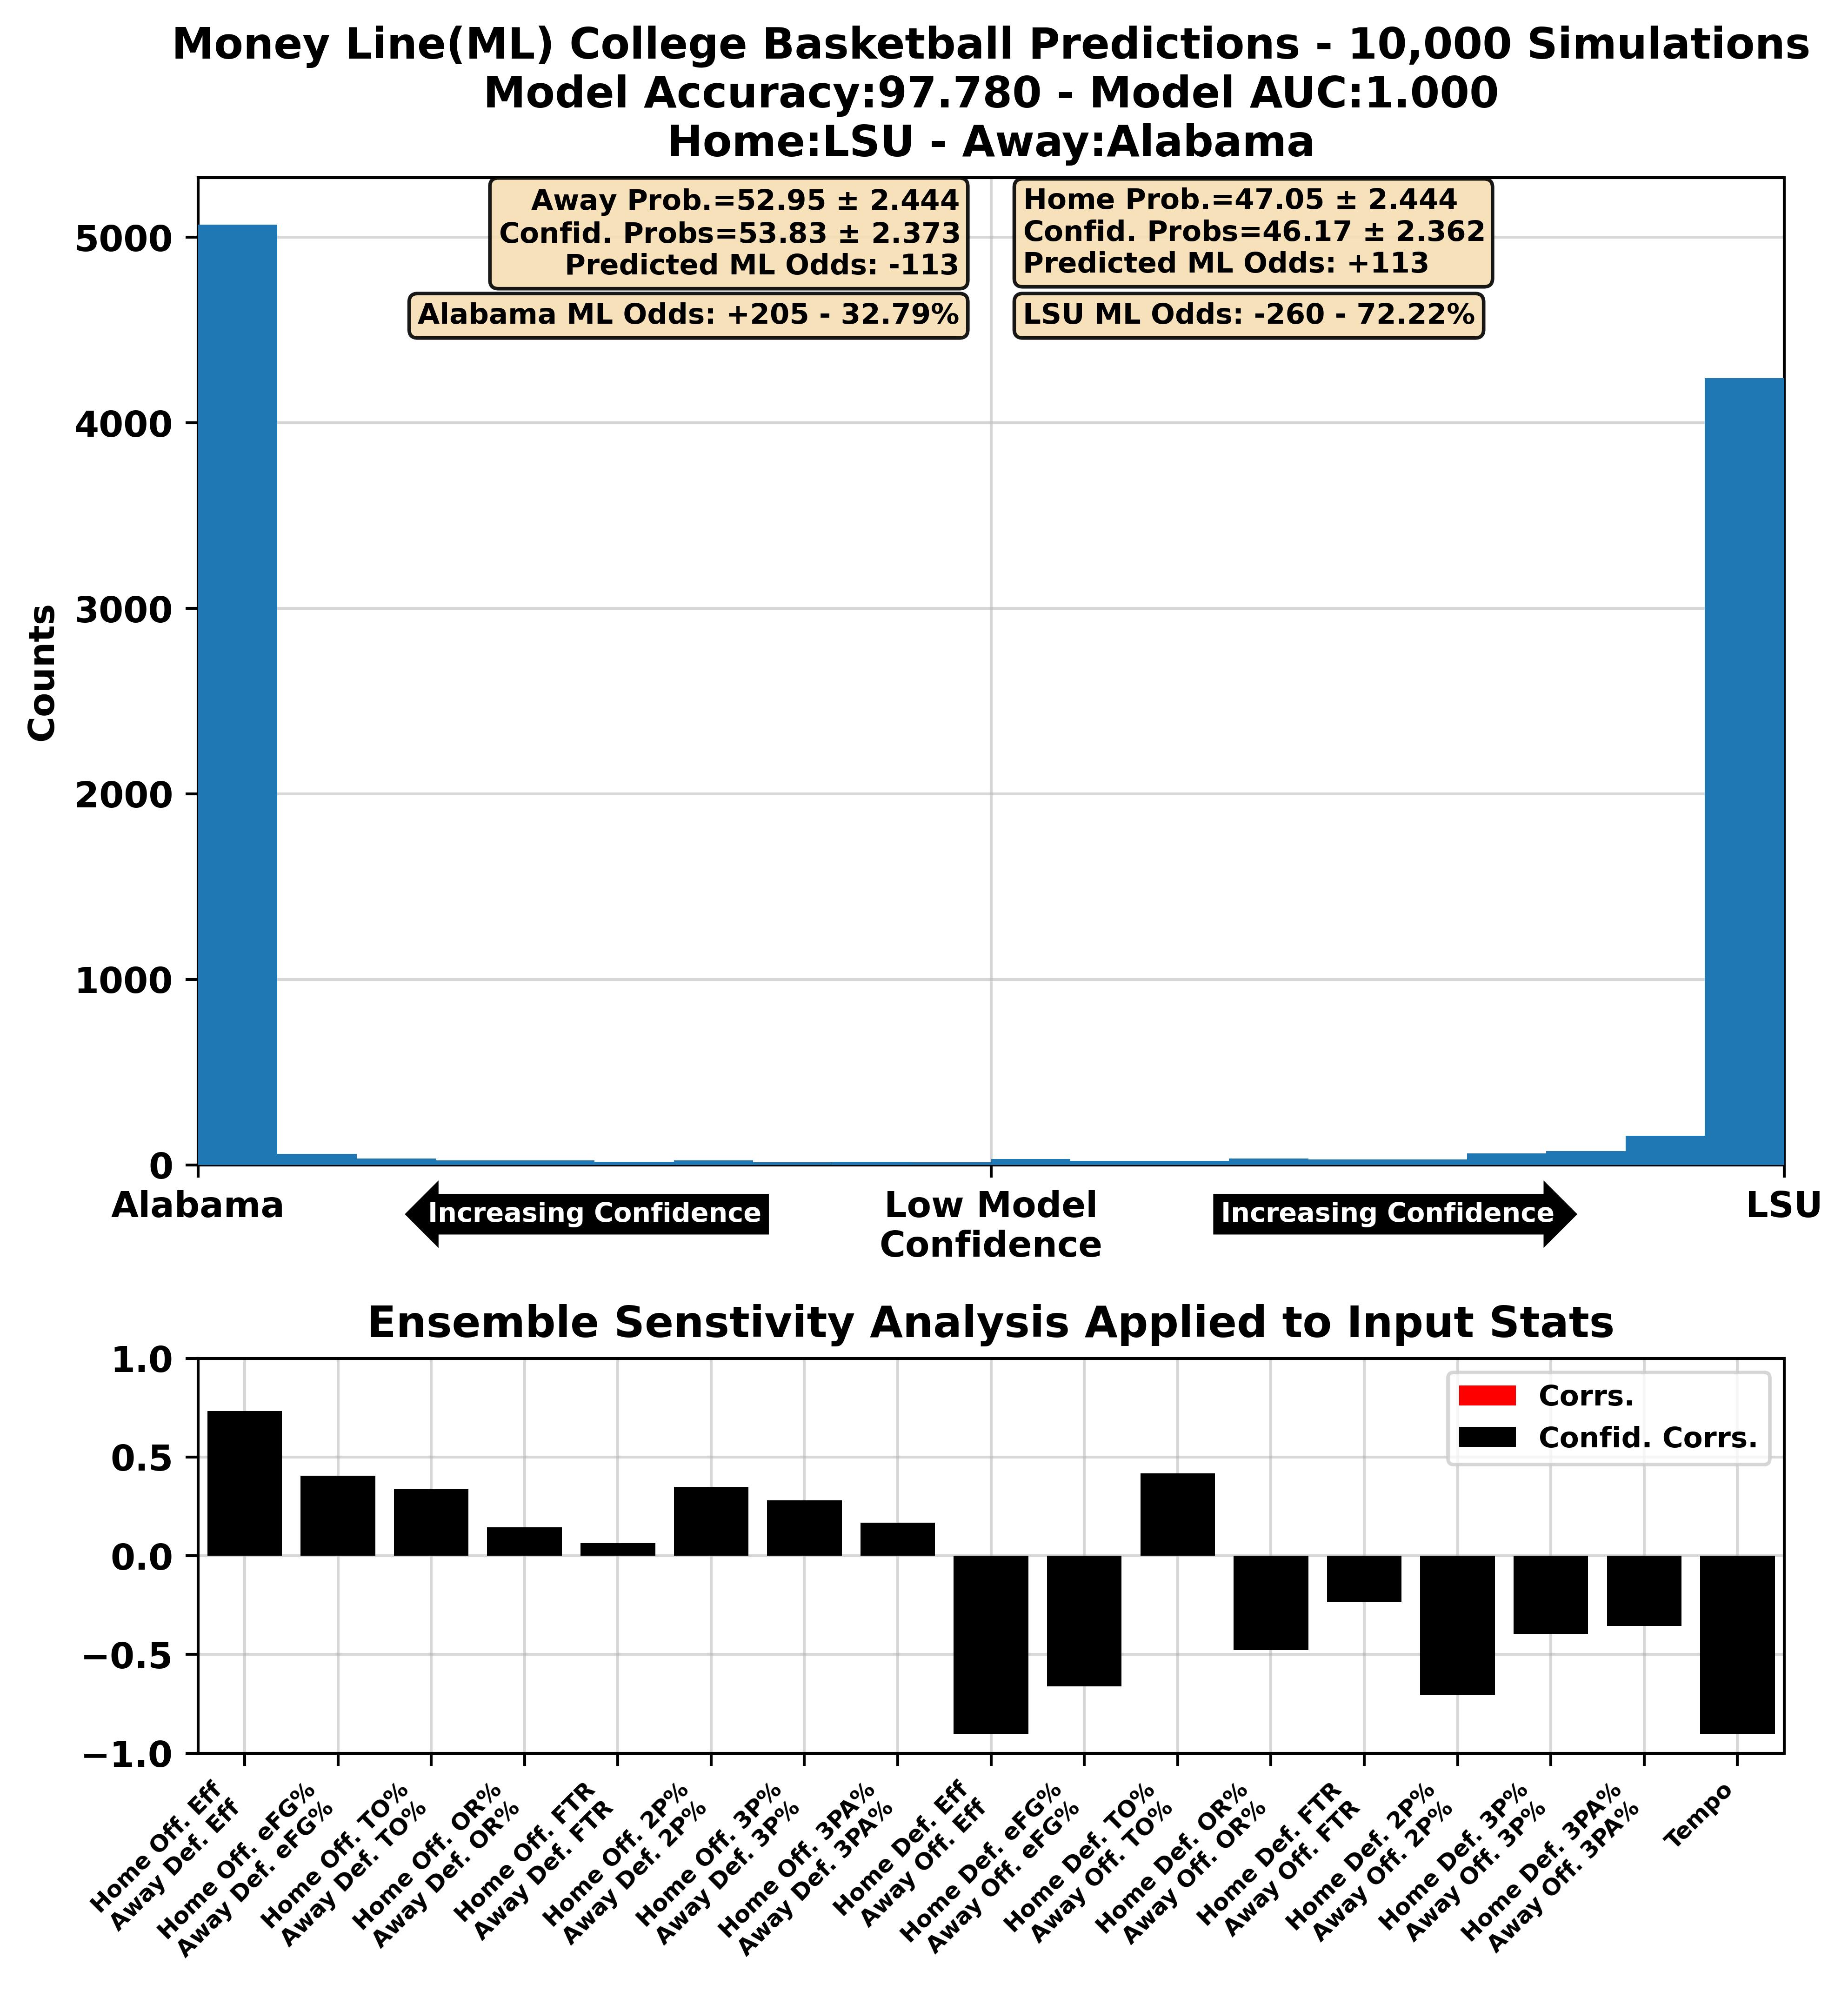 Money Line(ML) College Basketball Predictions - 10,000 Simulations
Model Accuracy:97.780 - Model AUC:1.000
Home:LSU - Away:Alabama
Away Prob.=52.95 ± 2.444
Confid. Probs=53.83 ± 2.373
Predicted ML Odds: -113
Alabama ML Odds: +205 - 32.79%
Home Prob.=47.05 ± 2.444
Confid. Probs=46.17 ± 2.362
Predicted ML Odds: +113
LSU ML Odds: -260 - 72.22%
Counts
5000
4000
3000
2000
1000
0
Alabama
Increasing Confidence
Low Model
Confidence
Increasing Confidence
LSU
Ensemble Senstivity Analysis Applied to Input Stats
1.0
0.5
0.0
−0.5
−1.0
Corrs.
Confid. Corrs.
Home Off. Eff
Away Def. Eff
Home Off. eFG%
Away Def. eFG%
Home Off. TO%
Away Def. TO%
Home Off. OR%
Away Def. OR%
Home Off. FTR
Away Def. FTR
Home Off. 2P%
Away Def. 2P%
Home Off. 3P%
Away Def. 3P%
Home Off. 3PA%
Away Def. 3PA%
Home Def. Eff
Away Off. Eff
Home Def. eFG%
Away Off. eFG%
Home Def. TO%
Away Off. TO%
Home Def. OR%
Away Off. OR%
Home Def. FTR
Away Off. FTR
Home Def. 2P%
Away Off. 2P%
Home Def. 3P%
Away Off. 3P%
Home Def. 3PA%
Away Off. 3PA%
Tempo